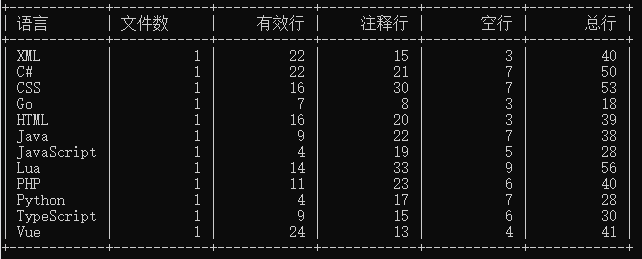 语言 文件数 有效行 注释行 空行 总行
XML 1 22 15 3 40
C# 1 22 21 7 50
CSS 1 16 30 7 53
Go 1 7 8 3 18
HTML 1 16 20 3 39
Java 1 9 22 7 38
JavaScript 1 4 19 5 28
Lua 1 14 33 9 56
PHP 1 11 23 6 40
Python 1 4 17 7 28
TypeScript 1 9 15 6 30
Vue 1 24 13 4 41